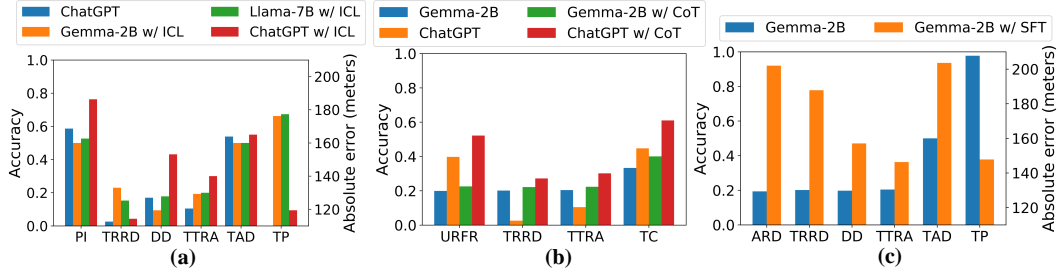 ChatGPT
Llama-7B w/ ICL
Gemma-2B w/ ICL
ChatGPT w/ ICL
Accuracy
1.0
0.8
0.6
0.4
0.2
0.0
PI TRRD DD TTRA TAD TP
200
180
160
140
120
Absolute error (meters)
(a)
Gemma-2B
Gemma-2B w/ CoT
ChatGPT
ChatGPT w/ CoT
Accuracy
1.0
0.8
0.6
0.4
0.2
0.0
URFR TRRD TTRA TC
(b)
Gemma-2B
Gemma-2B w/ SFT
Accuracy
1.0
0.8
0.6
0.4
0.2
0.0
ARD TRRD DD TTRA TAD TP
200
180
160
140
120
Absolute error (meters)
(c)